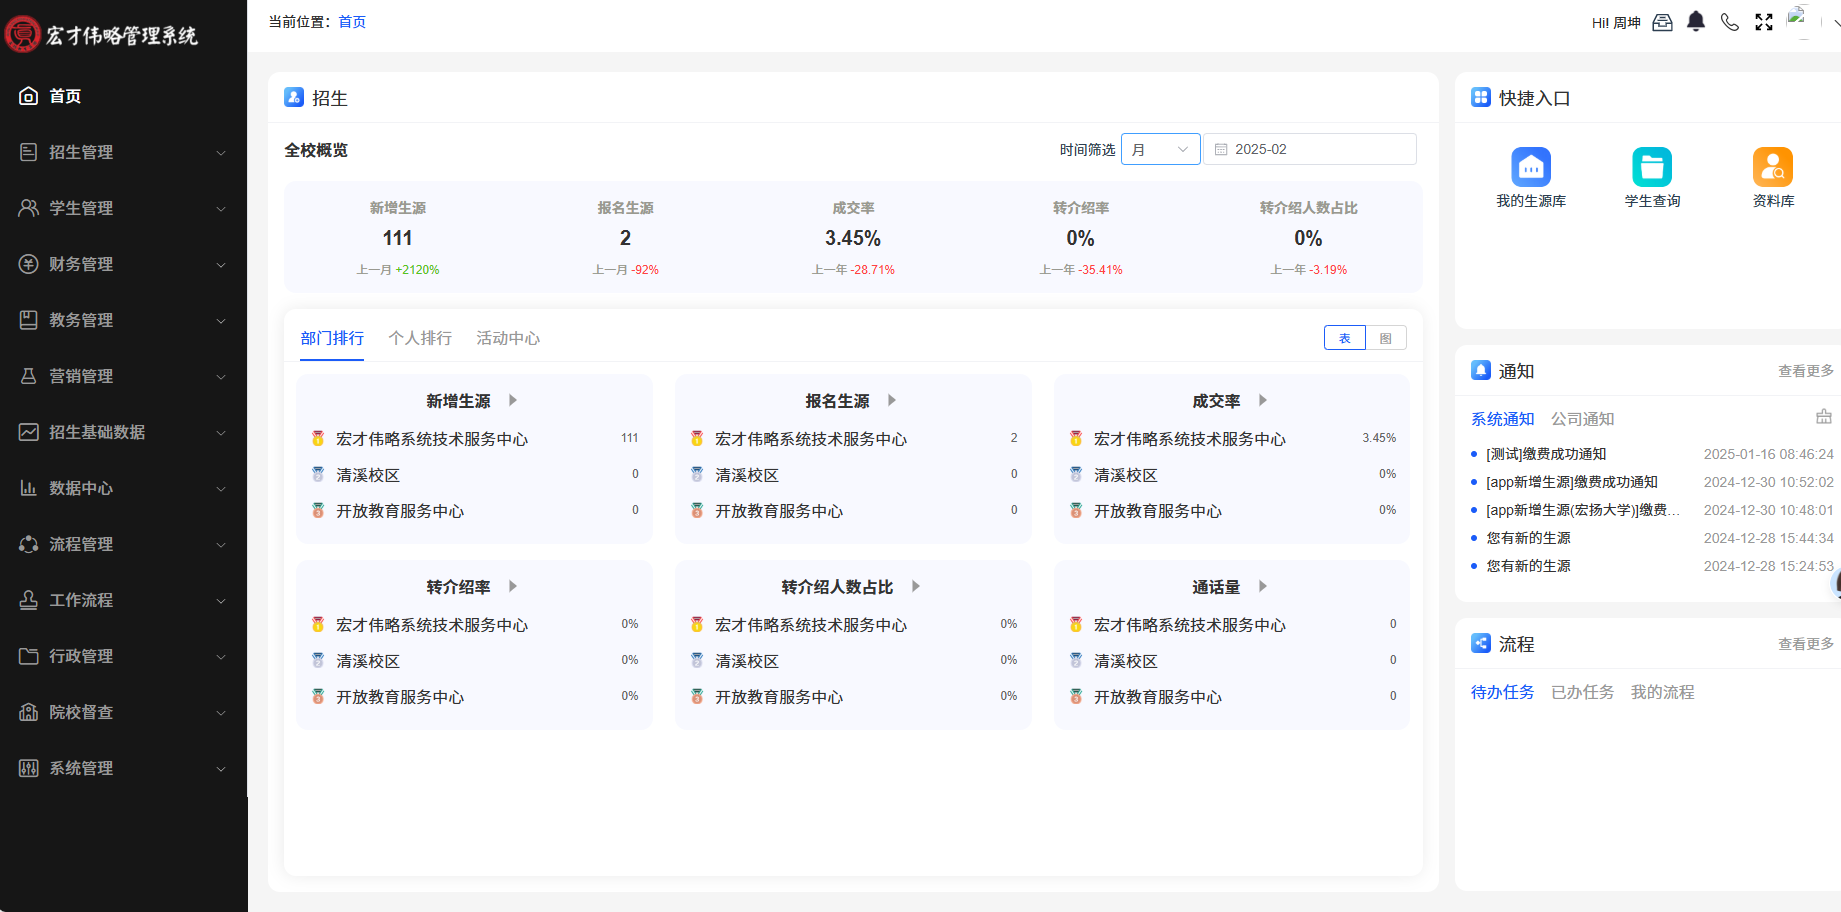 宏才伟略管理系统
首页
招生管理
学生管理
财务管理
教务管理
营销管理
招生基础数据
数据中心
流程管理
工作流程
行政管理
院校督查
系统管理
当前位置：首页
Hi! 周坤
招生
全校概览
时间筛选 月 2025-02
新增生源 报名生源 成交率 转介绍率 转介绍人数占比
111 2 3.45% 0% 0%
上一月 +2120% 上一月 -92% 上一年 -28.71% 上一年 -35.41% 上一年 -3.19%
部门排行 个人排行 活动中心 表 图
新增生源
宏才伟略系统技术服务中心 111
清溪校区 0
开放教育服务中心 0
报名生源
宏才伟略系统技术服务中心 2
清溪校区 0
开放教育服务中心 0
成交率
宏才伟略系统技术服务中心 3.45%
清溪校区 0%
开放教育服务中心 0%
转介绍率
宏才伟略系统技术服务中心 0%
清溪校区 0%
开放教育服务中心 0%
转介绍人数占比
宏才伟略系统技术服务中心 0%
清溪校区 0%
开放教育服务中心 0%
通话量
宏才伟略系统技术服务中心 0
清溪校区 0
开放教育服务中心 0
快捷入口
我的生源库 学生查询 资料库
通知 查看更多
系统通知 公司通知
[测试]缴费成功通知 2025-01-16 08:46:24
[app新增生源]缴费成功通知 2024-12-30 10:52:02
[app新增生源(宏扬大学)]缴费... 2024-12-30 10:48:01
您有新的生源 2024-12-28 15:44:34
您有新的生源 2024-12-28 15:24:53
流程 查看更多
待办任务 已办任务 我的流程